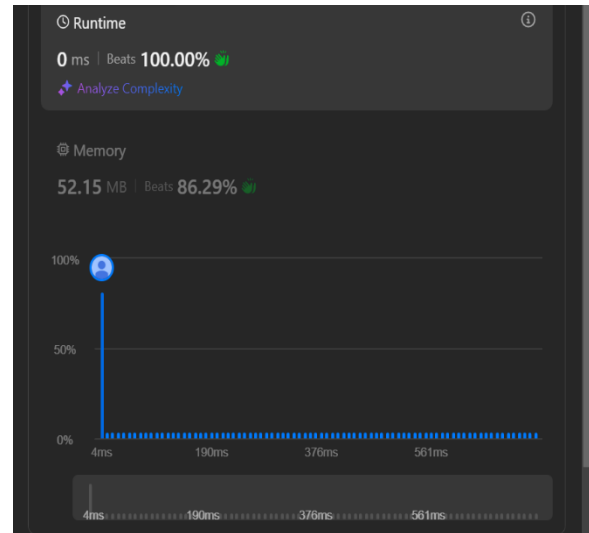 Runtime
0 ms | Beats 100.00%
Analyze Complexity
Memory
52.15 MB | Beats 86.29%
100%
50%
0%
4ms 190ms 376ms 561ms
4ms 190ms 376ms 561ms